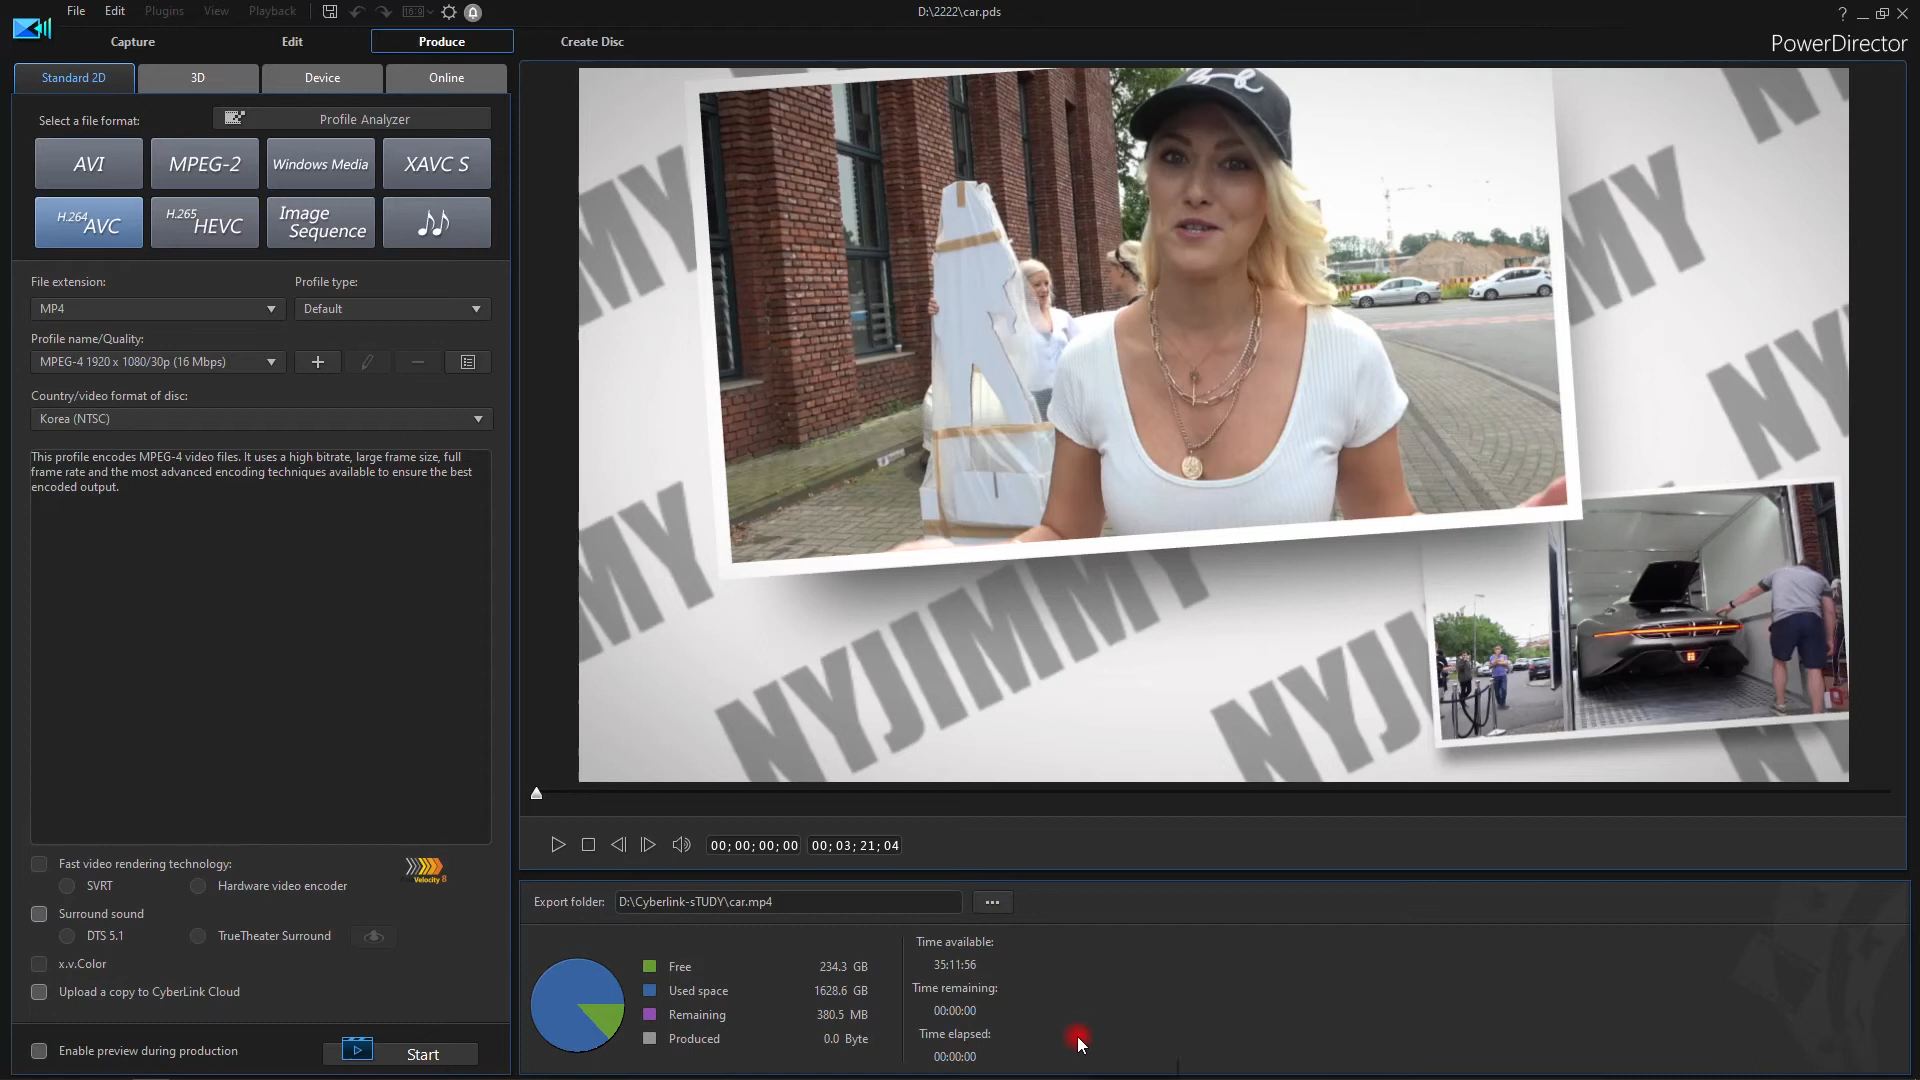 File Edit Plugins View Playback
D:\2222\car.pds
PowerDirector
Capture Edit Produce Create Disc
Standard 2D 3D Device Online
Select a file format: Profile Analyzer
AVI MPEG-2 Windows Media XAVC S
H.264 AVC H.265 HEVC Image Sequence
File extension: Profile type:
MP4 Default
Profile name/Quality:
MPEG-4 1920 x 1080/30p (16 Mbps)
Country/video format of disc:
Korea (NTSC)
This profile encodes MPEG-4 video files. It uses a high bitrate, large frame size, full
frame rate and the most advanced encoding techniques available to ensure the best
encoded output.
Fast video rendering technology:
SVRT Hardware video encoder
Surround sound
DTS 5.1 TrueTheater Surround
x.v.Color
Upload a copy to CyberLink Cloud
Enable preview during production Start
NYJIMMY
NYJI
MMY
00;00;00;00 00;03;21;04
Export folder: D:\Cyberlink-sTUDY\car.mp4
Free 234.3 GB
Used space 1628.6 GB
Remaining 380.5 MB
Produced 0.0 Byte
Time available:
35:11:56
Time remaining:
00:00:00
Time elapsed:
00:00:00